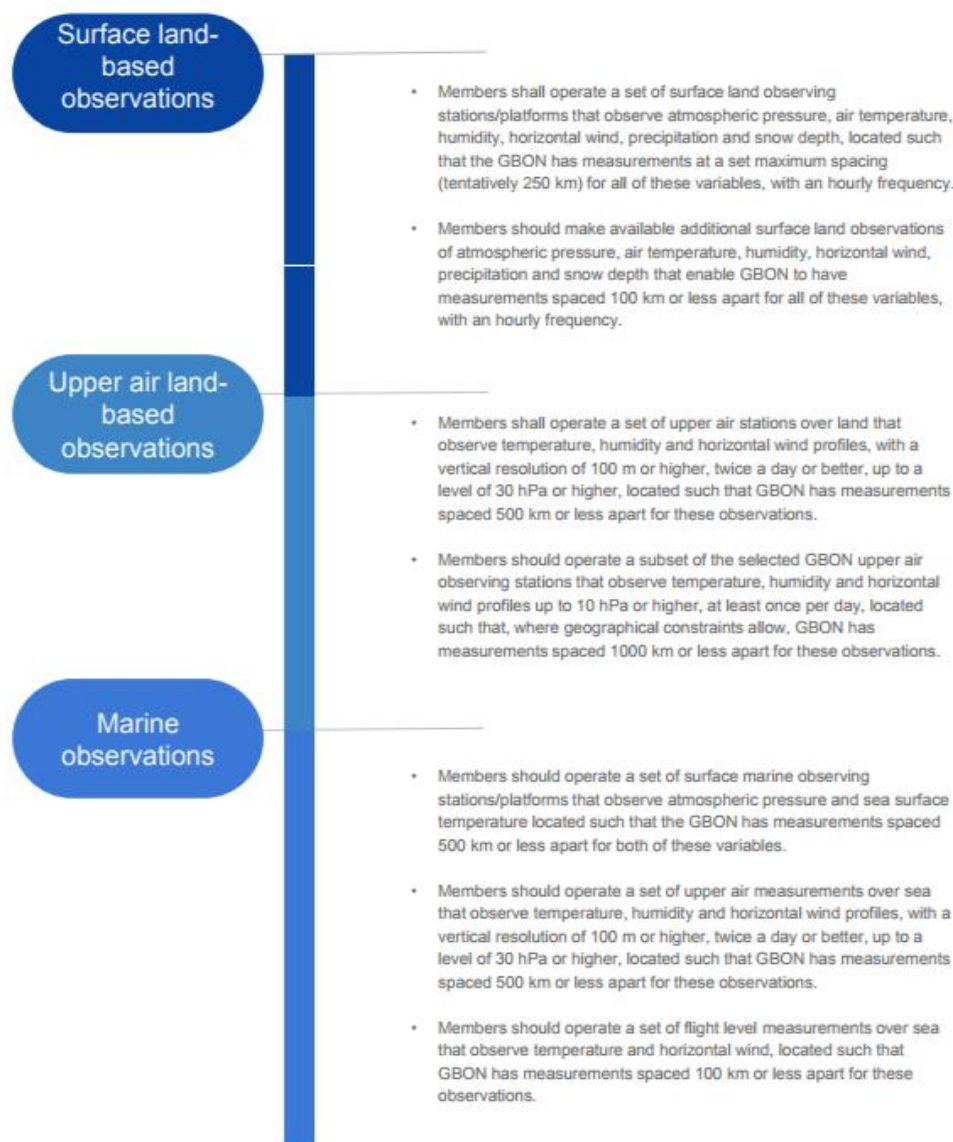 Surface land-
based
observations
• Members shall operate a set of surface land observing
stations/platforms that observe atmospheric pressure, air temperature,
humidity, horizontal wind, precipitation and snow depth, located such
that the GBON has measurements at a set maximum spacing
(tentatively 250 km) for all of these variables, with an hourly frequency.
• Members should make available additional surface land observations
of atmospheric pressure, air temperature, humidity, horizontal wind,
precipitation and snow depth that enable GBON to have
measurements spaced 100 km or less apart for all of these variables,
with an hourly frequency.
Upper air land-
based
observations
• Members shall operate a set of upper air stations over land that
observe temperature, humidity and horizontal wind profiles, with a
vertical resolution of 100 m or higher, twice a day or better, up to a
level of 30 hPa or higher, located such that GBON has measurements
spaced 500 km or less apart for these observations.
• Members should operate a subset of the selected GBON upper air
observing stations that observe temperature, humidity and horizontal
wind profiles up to 10 hPa or higher, at least once per day, located
such that, where geographical constraints allow, GBON has
measurements spaced 1000 km or less apart for these observations.
Marine
observations
• Members should operate a set of surface marine observing
stations/platforms that observe atmospheric pressure and sea surface
temperature located such that the GBON has measurements spaced
500 km or less apart for both of these variables.
• Members should operate a set of upper air measurements over sea
that observe temperature, humidity and horizontal wind profiles, with a
vertical resolution of 100 m or higher, twice a day or better, up to a
level of 30 hPa or higher, located such that GBON has measurements
spaced 500 km or less apart for these observations.
• Members should operate a set of flight level measurements over sea
that observe temperature and horizontal wind, located such that
GBON has measurements spaced 100 km or less apart for these
observations.